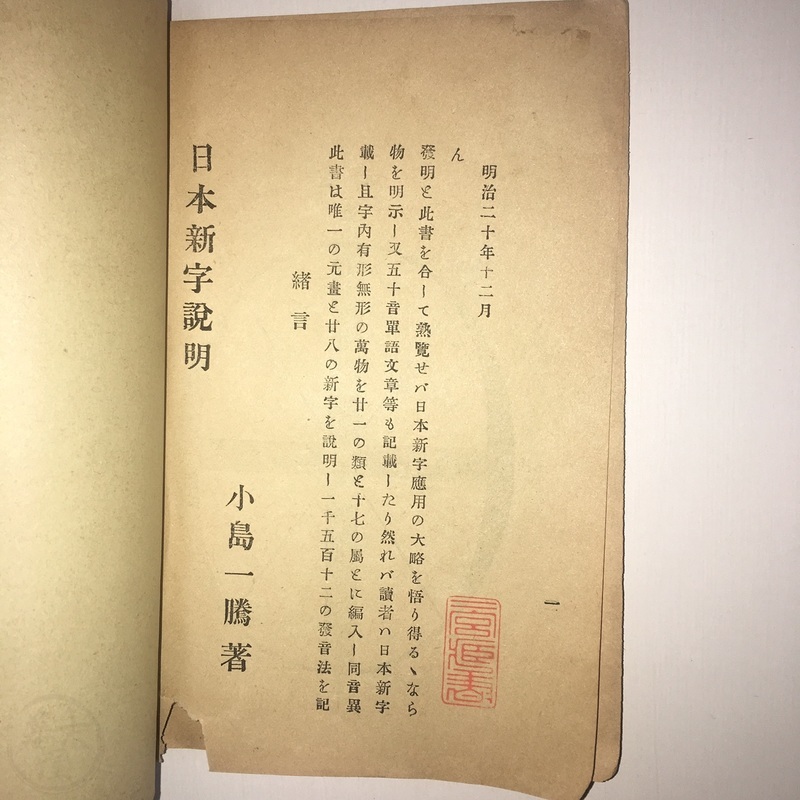 日本新字說明
小島一騰著
緒言
此書は唯一の元畫と廿八の新字を說明し一千五百十二の發音法を記
載し且宇內有形無形の萬物を廿一の類と十七の屬とに編入し同音異
物を明示し又五十音單語文章等も記載したり然れバ讀者ハ日本新字
發明と此書を合して熟覽せバ日本新字應用の大略を悟り得るゝなら
ん
明治二十年十二月
一